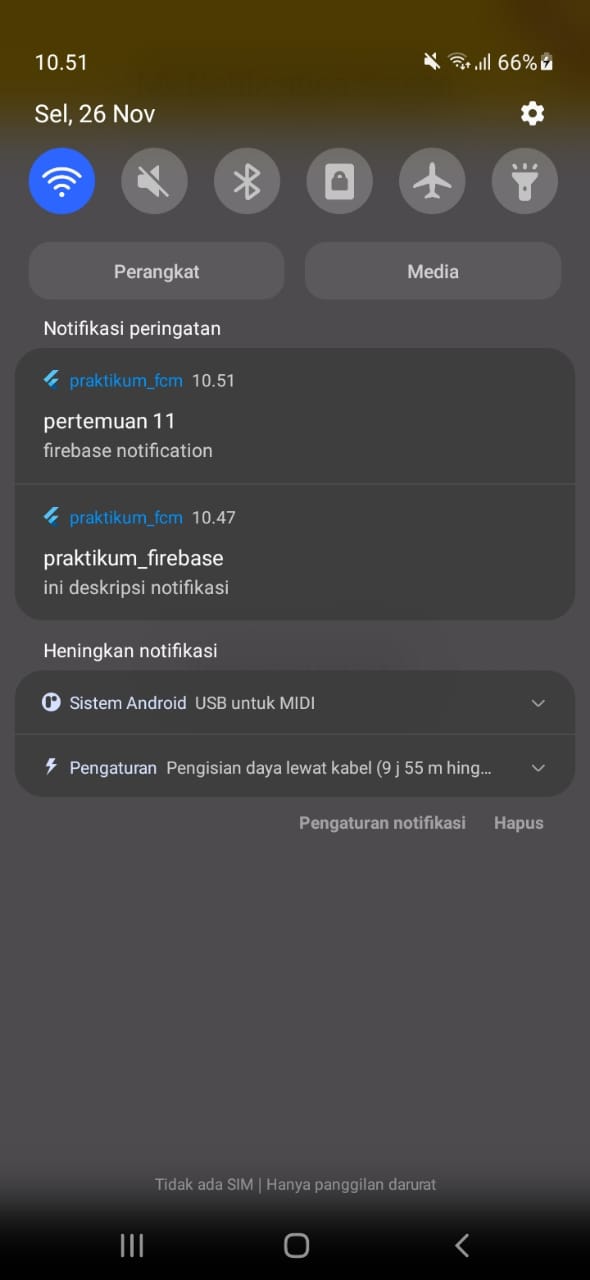 10.51
66%
Sel, 26 Nov
Perangkat
Media
Notifikasi peringatan
praktikum_fcm 10.51
pertemuan 11
firebase notification
praktikum_fcm 10.47
praktikum_firebase
ini deskripsi notifikasi
Heningkan notifikasi
Sistem Android USB untuk MIDI
Pengaturan Pengisian daya lewat kabel (9 j 55 m hing...
Pengaturan notifikasi
Hapus
Tidak ada SIM | Hanya panggilan darurat